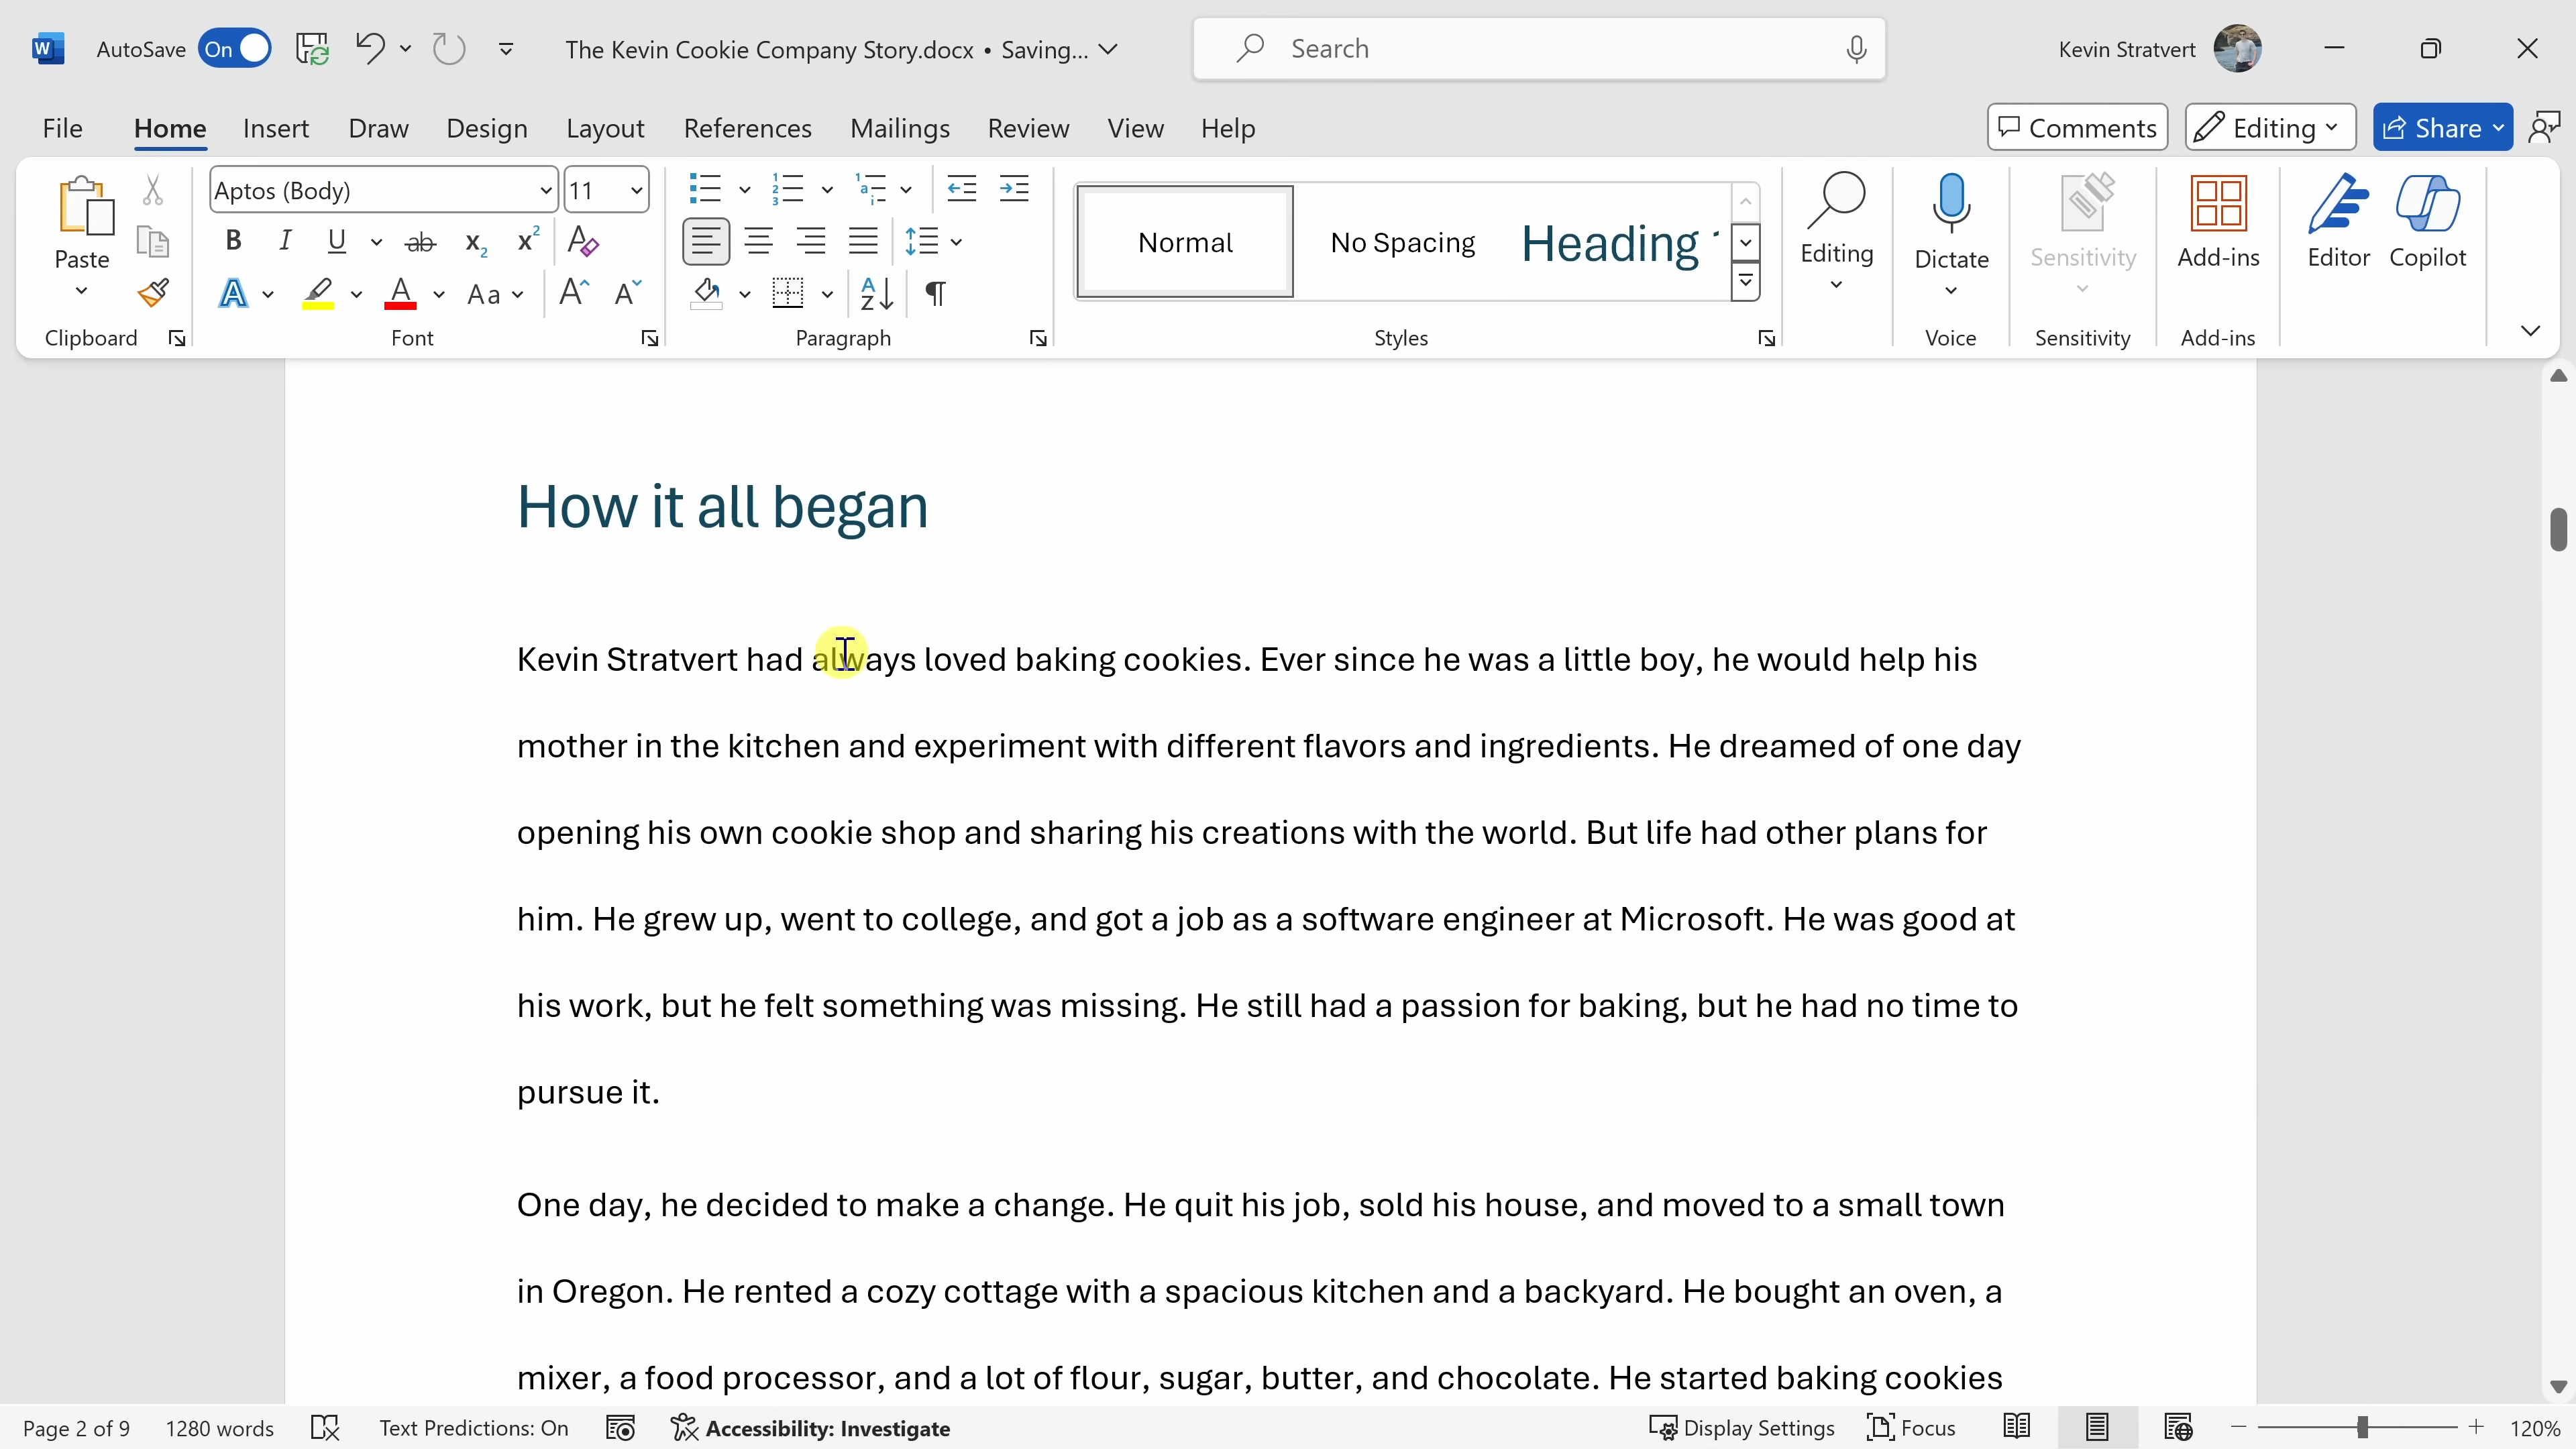 W AutoSave On The Kevin Cookie Company Story.docx • Saving... Search Kevin Stratvert
File Home Insert Draw Design Layout References Mailings Review View Help Comments Editing Share
Paste Aptos (Body) 11 Normal No Spacing Heading 1 Editing Dictate Sensitivity Add-ins Editor Copilot
Clipboard Font Paragraph Styles Voice Sensitivity Add-ins
How it all began
Kevin Stratvert had always loved baking cookies. Ever since he was a little boy, he would help his
mother in the kitchen and experiment with different flavors and ingredients. He dreamed of one day
opening his own cookie shop and sharing his creations with the world. But life had other plans for
him. He grew up, went to college, and got a job as a software engineer at Microsoft. He was good at
his work, but he felt something was missing. He still had a passion for baking, but he had no time to
pursue it.
One day, he decided to make a change. He quit his job, sold his house, and moved to a small town
in Oregon. He rented a cozy cottage with a spacious kitchen and a backyard. He bought an oven, a
mixer, a food processor, and a lot of flour, sugar, butter, and chocolate. He started baking cookies
Page 2 of 9 1280 words Text Predictions: On Accessibility: Investigate Display Settings Focus 120%